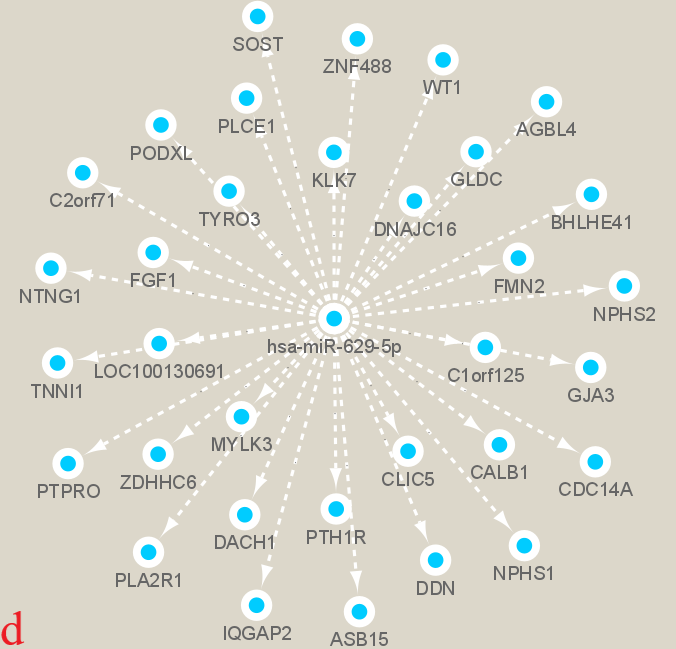 SOST
ZNF488
WT1
AGBL4
PLCE1
PODXL
KLK7
GLDC
C2orf71
TYRO3
DNAJC16
BHLHE41
NTNG1
FGF1
FMN2
NPHS2
hsa-miR-629-5p
TNNI1
LOC100130691
C1orf125
GJA3
PTPRO
ZDHHC6
MYLK3
CLIC5
CALB1
CDC14A
PLA2R1
DACH1
PTH1R
DDN
NPHS1
IQGAP2
ASB15
d